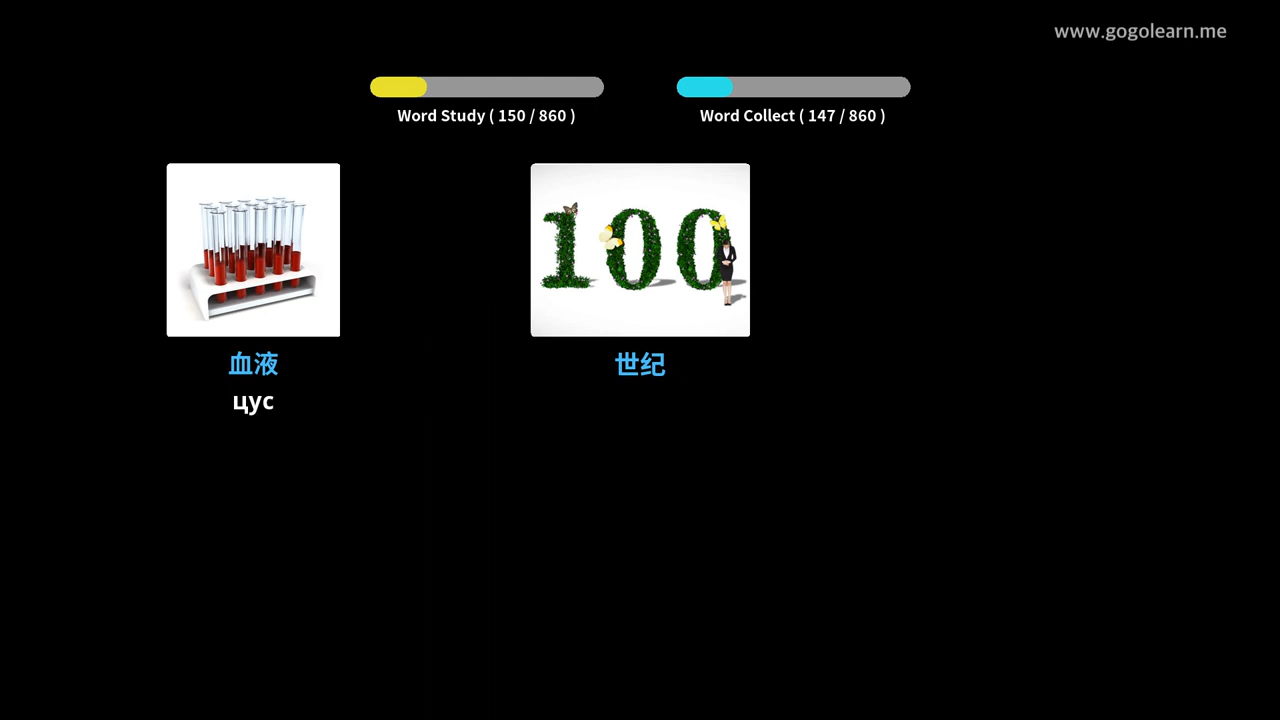 www.gogolearn.me
Word Study ( 150 / 860 )
Word Collect ( 147 / 860 )
100
血液
цус
世纪